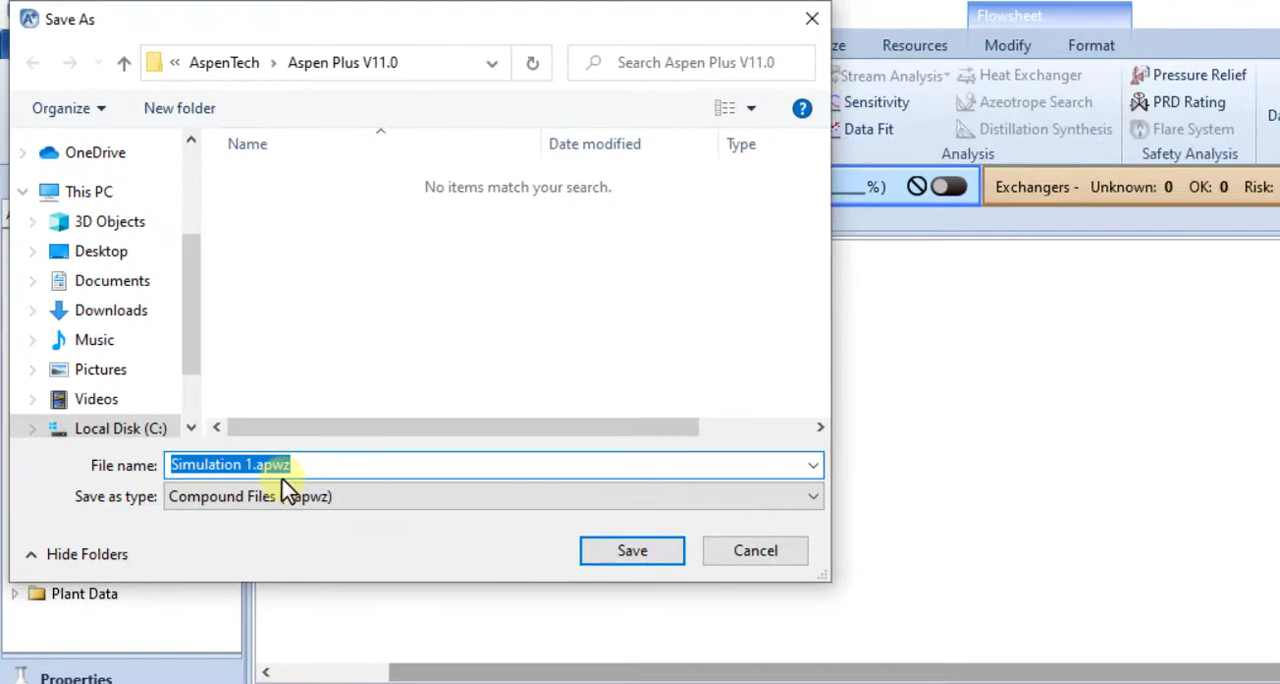 Save As
Flowsheet
AspenTech > Aspen Plus V11.0
Search Aspen Plus V11.0
ze Resources Modify Format
Organize New folder
Stream Analysis Heat Exchanger Pressure Relief
Sensitivity Azeotrope Search PRD Rating
Data Fit Distillation Synthesis Flare System
Analysis Safety Analysis
Da
Name Date modified Type
OneDrive
This PC
No items match your search.
%) Exchangers - Unknown: 0 OK: 0 Risk:
3D Objects
Desktop
Documents
Downloads
Music
Pictures
Videos
Local Disk (C:)
File name: Simulation 1.apwz
Save as type: Compound Files apwz)
Hide Folders
Save Cancel
Plant Data
Properties